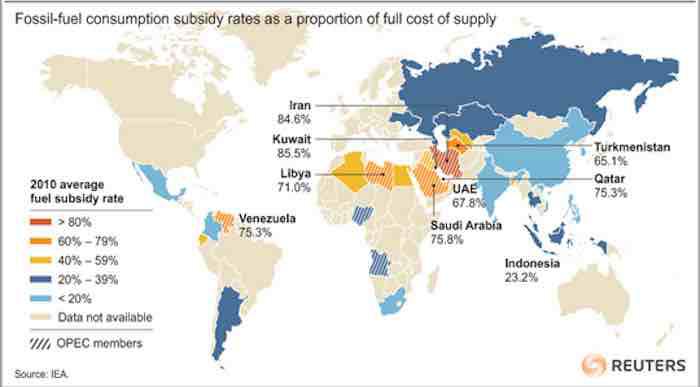 Fossil-fuel consumption subsidy rates as a proportion of full cost of supply
Iran
84.6%
Kuwait
85.5%
Libya
71.0%
Turkmenistan
65.1%
Qatar
75.3%
UAE
67.8%
Saudi Arabia
75.8%
Venezuela
75.3%
Indonesia
23.2%
2010 average
fuel subsidy rate
> 80%
60% – 79%
40% – 59%
20% – 39%
< 20%
Data not available
OPEC members
Source: IEA.
REUTERS